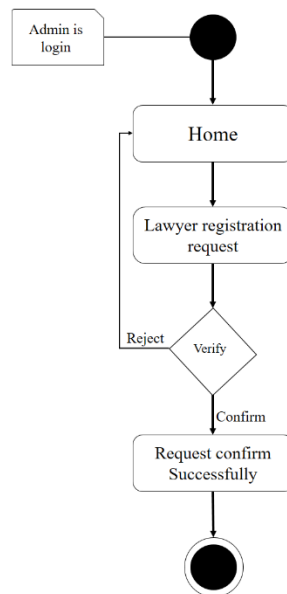 Admin is
login
Home
Lawyer registration
request
Verify
Reject
Confirm
Request confirm
Successfully